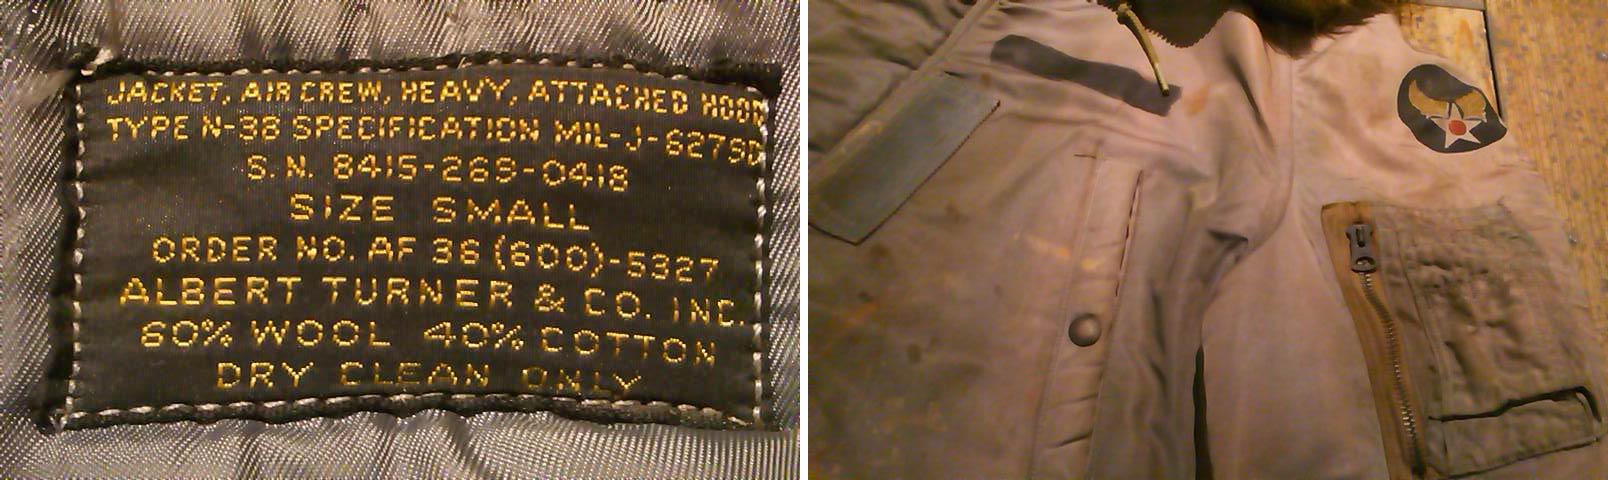 JACKET, AIR CREW, HEAVY, ATTACHED HOOD
TYPE N-3B SPECIFICATION MIL-J-6279D
S.N. 8415-269-0418
SIZE SMALL
ORDER NO. AF 36 (600)-5327
ALBERT TURNER & CO. INC.
60% WOOL 40% COTTON
DRY CLEAN ONLY